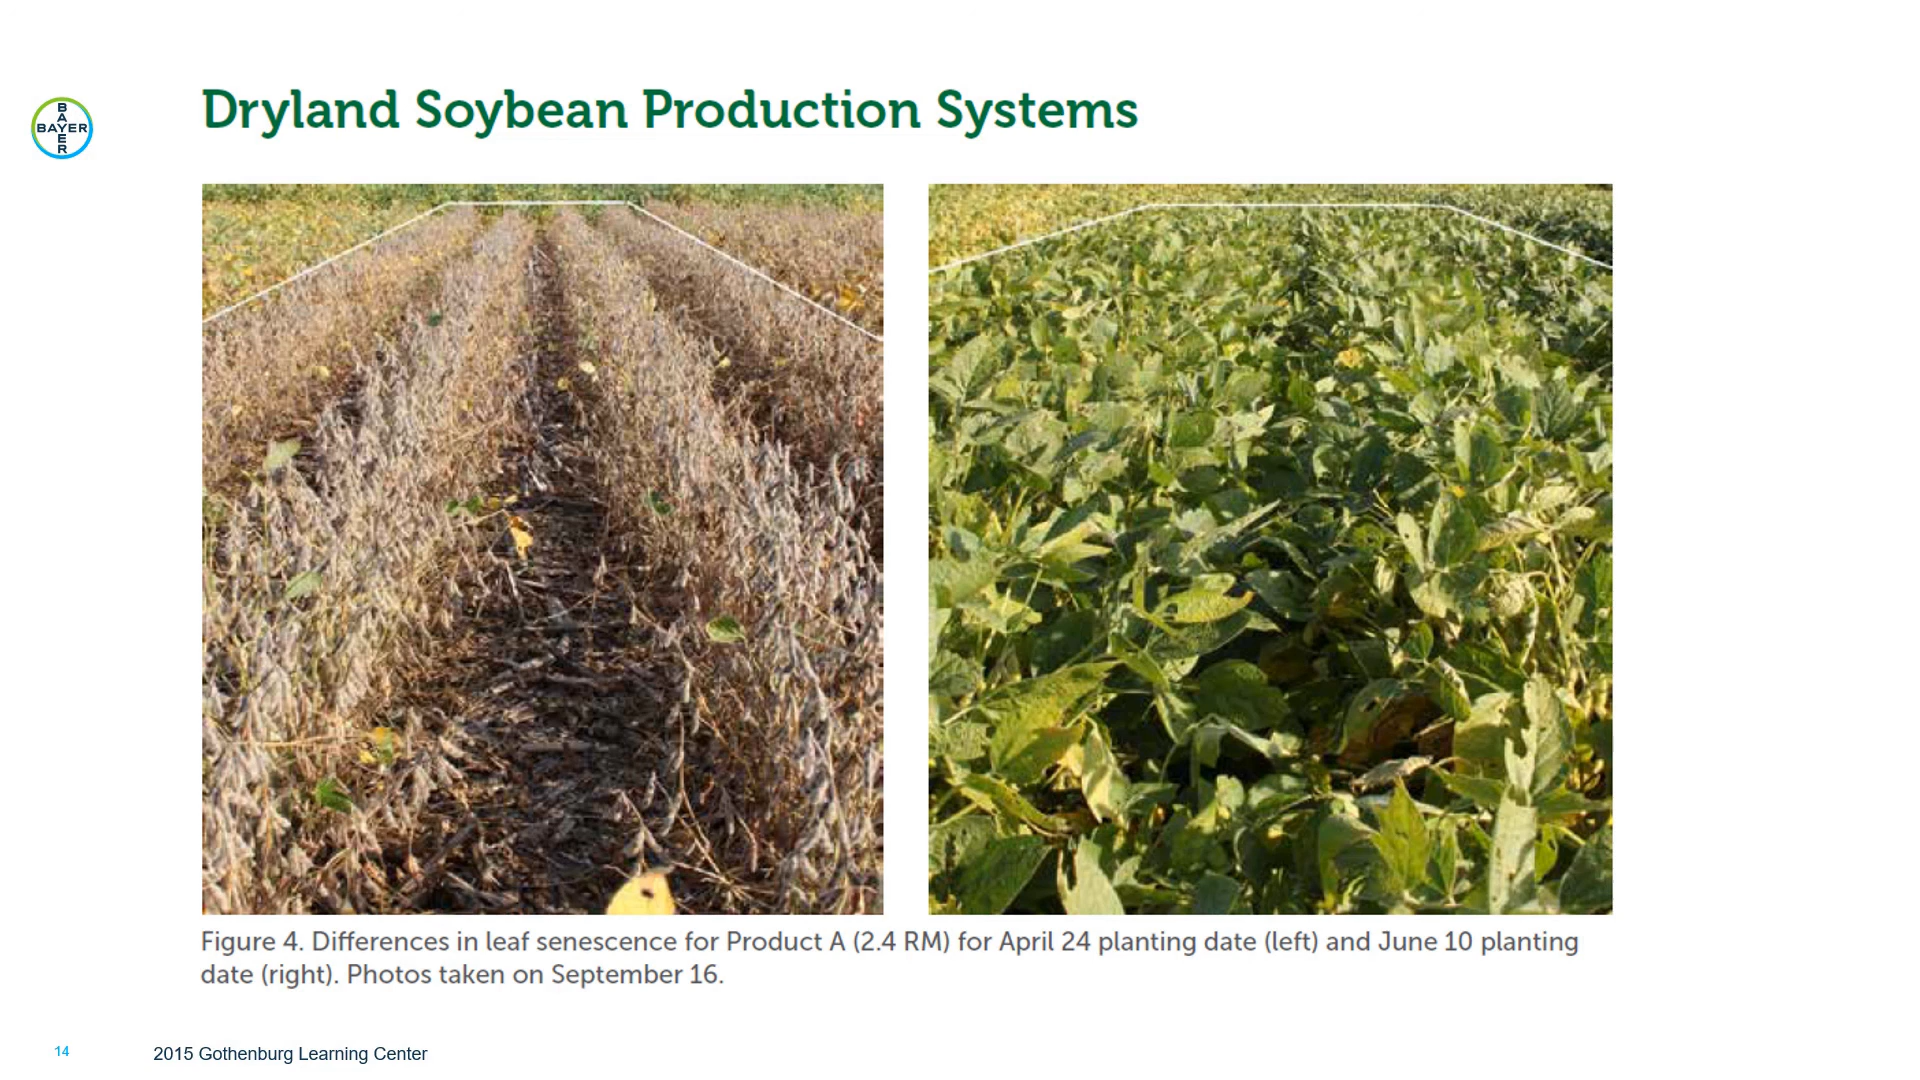 Dryland Soybean Production Systems
BAYER
BAYER
Figure 4. Differences in leaf senescence for Product A (2.4 RM) for April 24 planting date (left) and June 10 planting
date (right). Photos taken on September 16.
14
2015 Gothenburg Learning Center